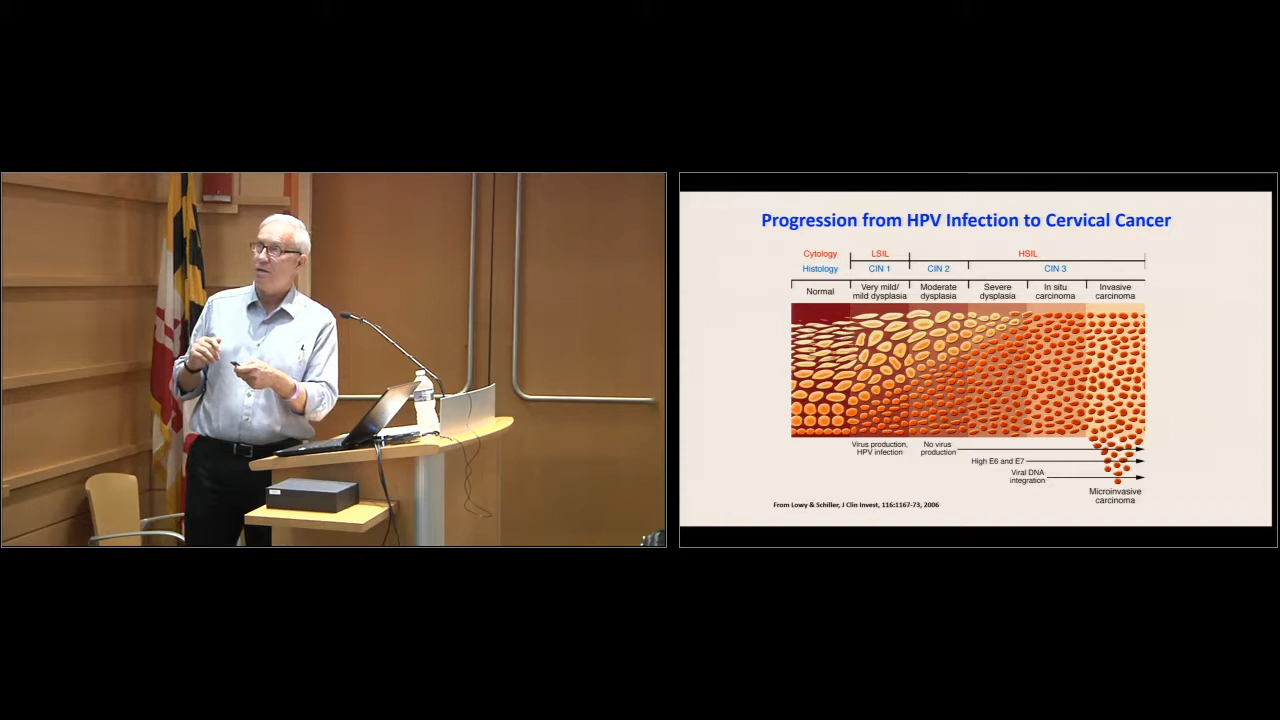 Progression from HPV Infection to Cervical Cancer
Cytology LSIL HSIL
Histology CIN 1 CIN 2 CIN 3
Normal
Very mild/
mild dysplasia
Moderate
dysplasia
Severe
dysplasia
In situ
carcinoma
Invasive
carcinoma
Virus production,
HPV infection
No virus
production
High E6 and E7
Viral DNA
integration
Microinvasive
carcinoma
From Lowy & Schiller, J Clin Invest, 116:1167-73, 2006